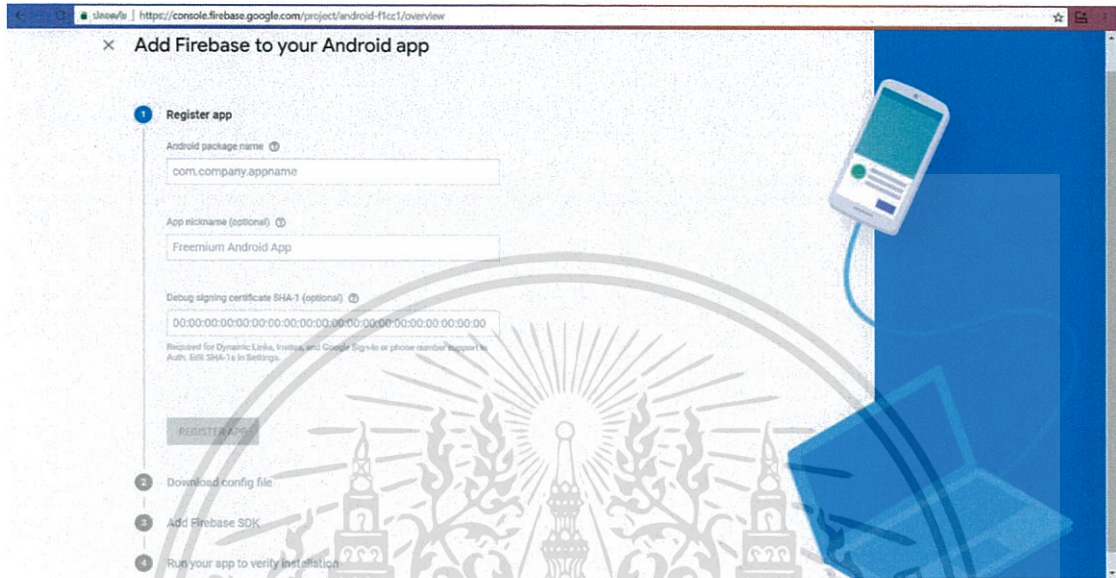 ปลอดภัย | https://console.firebase.google.com/project/android-f1cc1/overview
× Add Firebase to your Android app
1 Register app
Android package name
com.company.appname
App nickname (optional)
Freemium Android App
Debug signing certificate SHA-1 (optional)
00:00:00:00:00:00:00:00:00:00:00:00:00:00:00:00:00:00:00:00
Required for Dynamic Links, Invites, and Google Sign-In or phone number support in
Auth. Edit SHA-1s in Settings.
REGISTER APP
2 Download config file
3 Add Firebase SDK
4 Run your app to verify installation